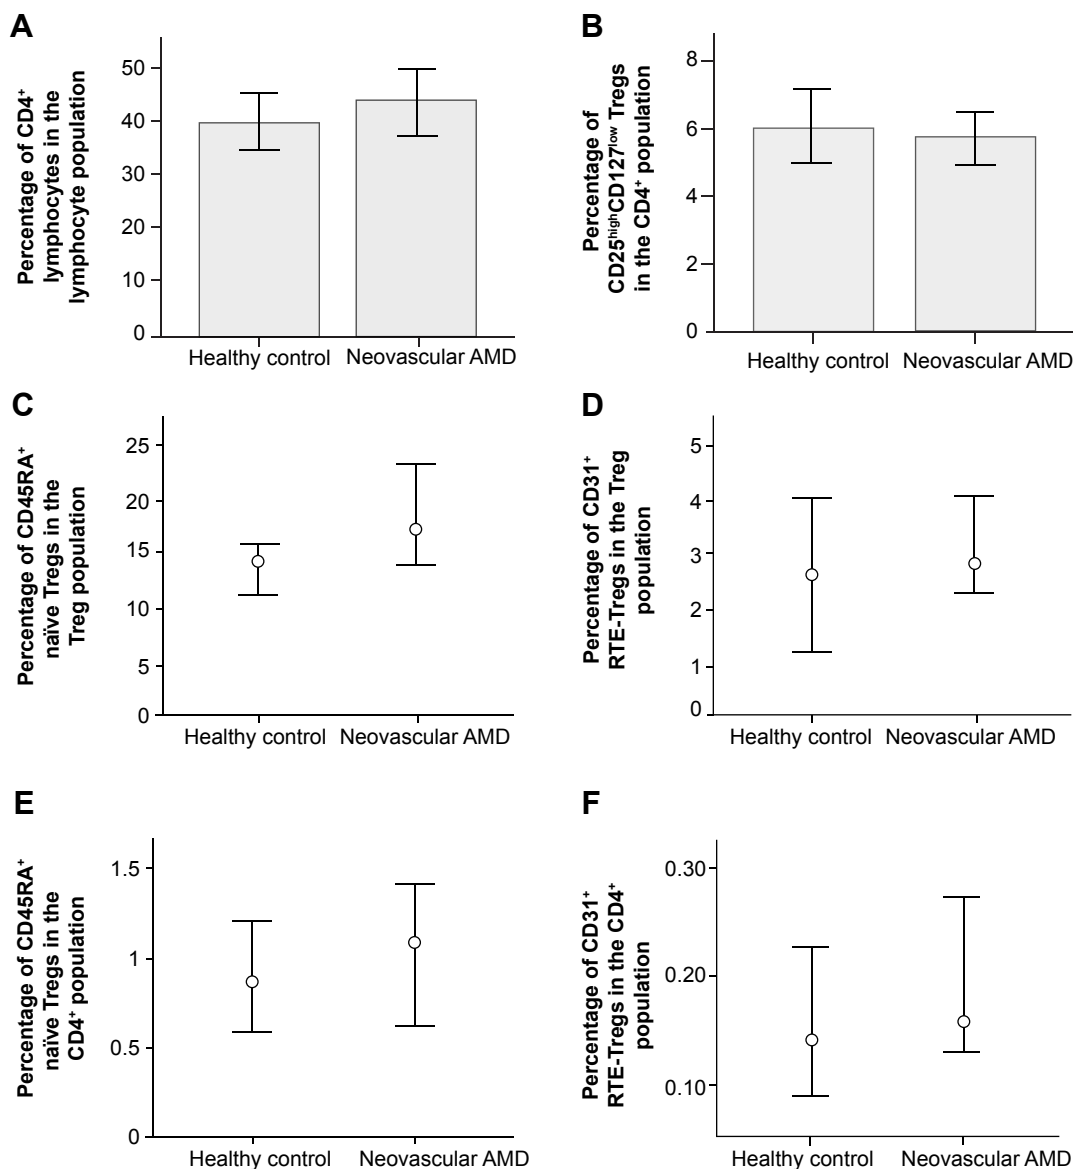 A
Percentage of CD4⁺
lymphocytes in the
lymphocyte population
50
40
30
20
10
0
Healthy control
Neovascular AMD
B
Percentage of
CD25ʰⁱᵍʰCD127ˡᵒʷ Tregs
in the CD4⁺ population
8
6
4
2
0
Healthy control
Neovascular AMD
C
Percentage of CD45RA⁺
naïve Tregs in the
Treg population
25
20
15
10
5
0
Healthy control
Neovascular AMD
D
Percentage of CD31⁺
RTE-Tregs in the Treg
population
5
4
3
2
1
0
Healthy control
Neovascular AMD
E
Percentage of CD45RA⁺
naïve Tregs in the
CD4⁺ population
1.5
1
0.5
0
Healthy control
Neovascular AMD
F
Percentage of CD31⁺
RTE-Tregs in the CD4⁺
population
0.30
0.20
0.10
Healthy control
Neovascular AMD